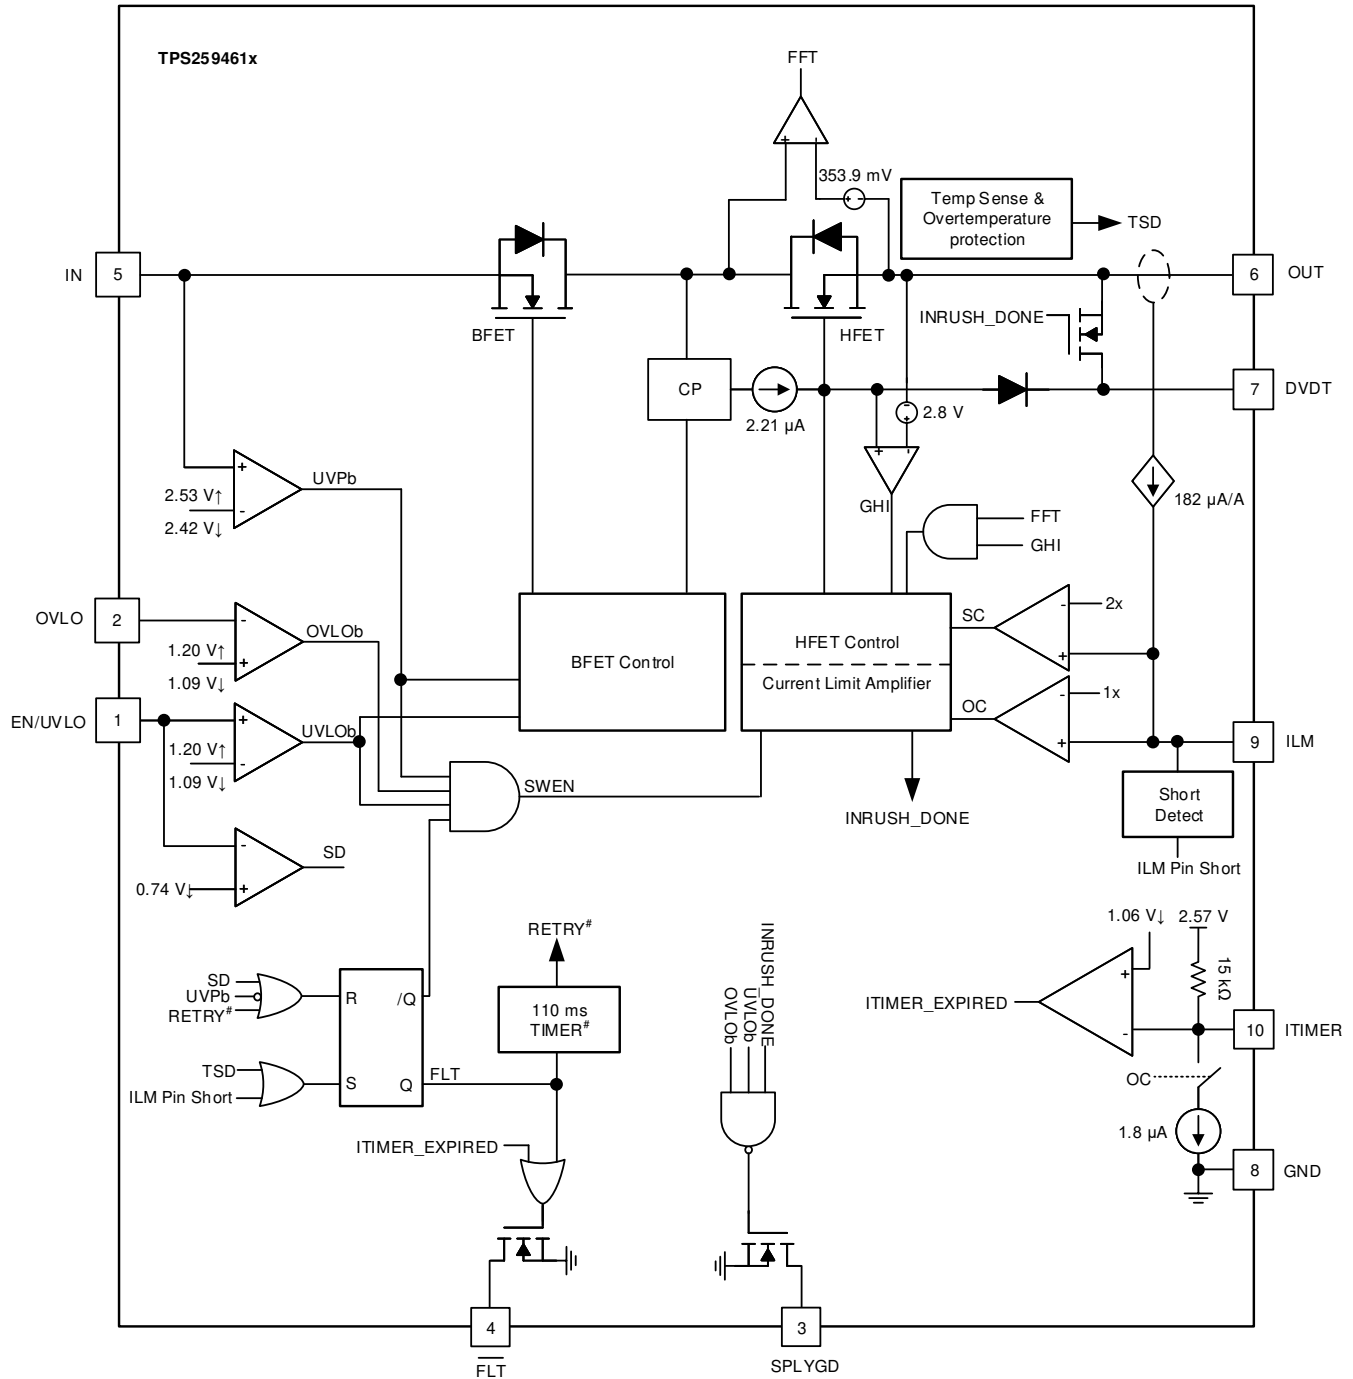 TPS259461x
FFT
353.9 mV
Temp Sense &
Overtemperature
protection
TSD
IN
5
6
OUT
BFET
HFET
INRUSH_DONE
CP
2.21 µA
2.8 V
7
DVDT
UVPb
+
2.53 V↑
-
2.42 V↓
GHI
182 µA/A
FFT
GHI
OVLO
2
-
OVLOb
1.20 V↑
+
1.09 V↓
BFET Control
HFET Control
Current Limit Amplifier
SC
-
2x
+
OC
-
1x
+
EN/UVLO
1
+
UVLOb
1.20 V↑
-
1.09 V↓
9
ILM
SWEN
INRUSH_DONE
Short
Detect
ILM Pin Short
-
SD
0.74 V↓
+
RETRY#
110 ms
TIMER#
SD
UVPb
RETRY#
R
/Q
TSD
ILM Pin Short
S
Q
FLT
INRUSH_DONE
UVLOb
OVLOb
1.06 V↓
2.57 V
15 kΩ
+
ITIMER_EXPIRED
-
10
ITIMER
OC
1.8 µA
8
GND
ITIMER_EXPIRED
4
FLT
3
SPLYGD